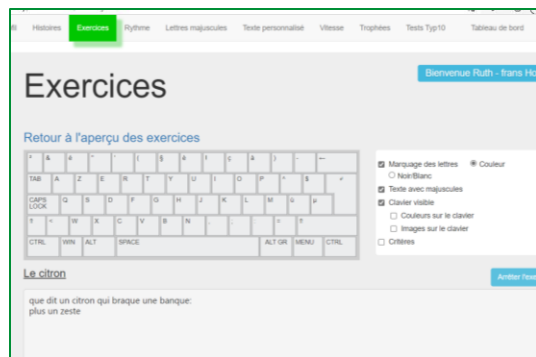 Histoires Exercices Rythme Lettres majuscules Texte personnalisé Vitesse Trophées Tests Typ10 Tableau de bord
Bienvenue Ruth - frans
Exercices
Retour à l'aperçu des exercices
TAB A Z E R T Y U I O P
CAPS LOCK Q S D F G H J K L M ù µ
W X C V B N
CTRL WIN ALT SPACE ALT GR MENU CTRL
Marquage des lettres Couleur
Noir/Blanc
Texte avec majuscules
Clavier visible
Couleurs sur le clavier
Images sur le clavier
Critères
Le citron
Arrêter
que dit un citron qui braque une banque:
plus un zeste